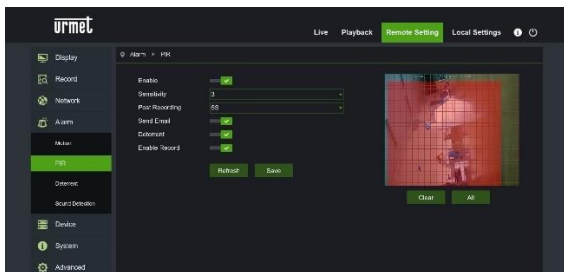 urmet
Live Playback Remote Setting Local Settings
Display
Alarm > PIR
Record
Enable
Sensitivity 3
Network
Post Recording 5S
Alarm
Send Email
Deterrent
Motion
Enable Record
PIR
Refresh Save
Deterrent
Clear All
Sound Detection
Device
System
Advanced